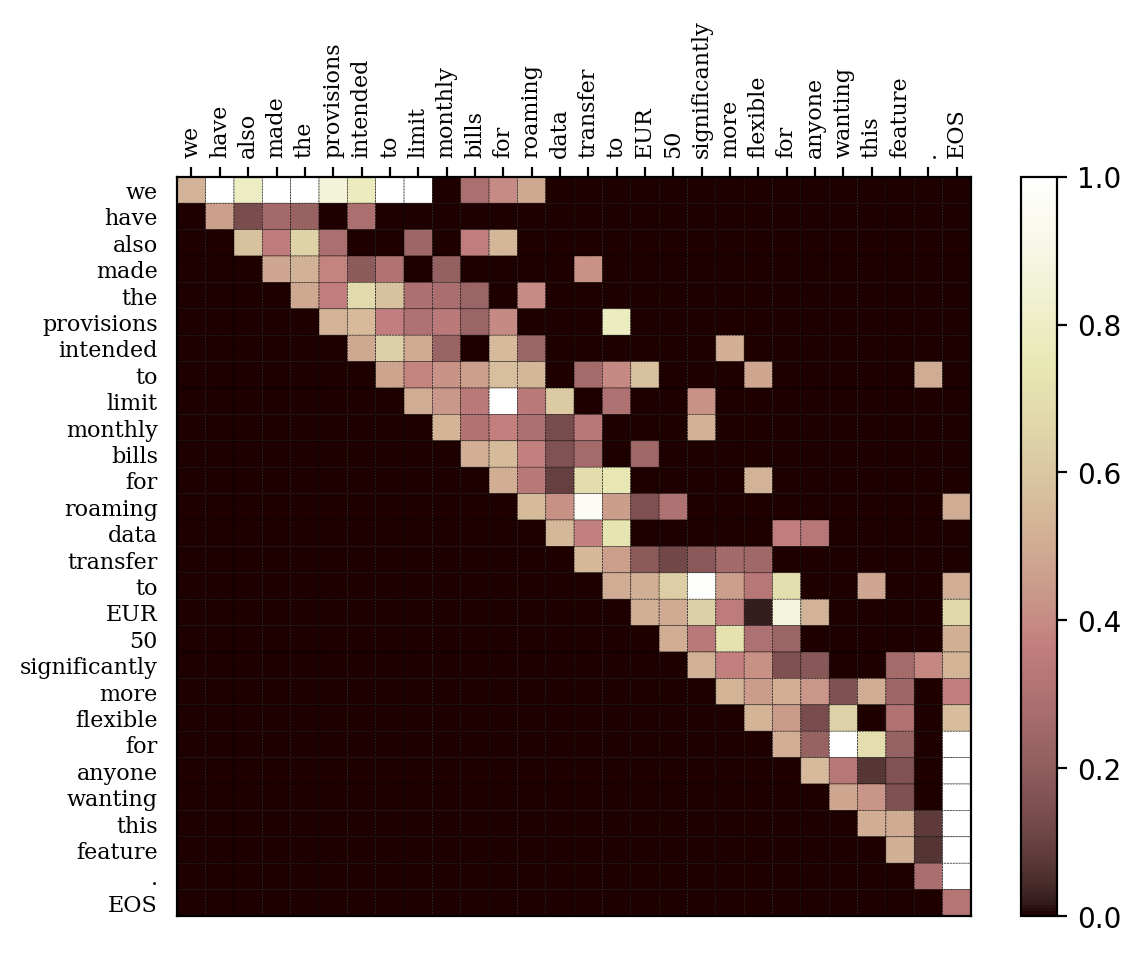 we have also made the provisions intended to limit monthly bills for roaming data transfer to EUR 50 significantly more flexible for anyone wanting this feature . EOS
we
have
also
made
the
provisions
intended
to
limit
monthly
bills
for
roaming
data
transfer
to
EUR
50
significantly
more
flexible
for
anyone
wanting
this
feature
.
EOS
1.0
0.8
0.6
0.4
0.2
0.0